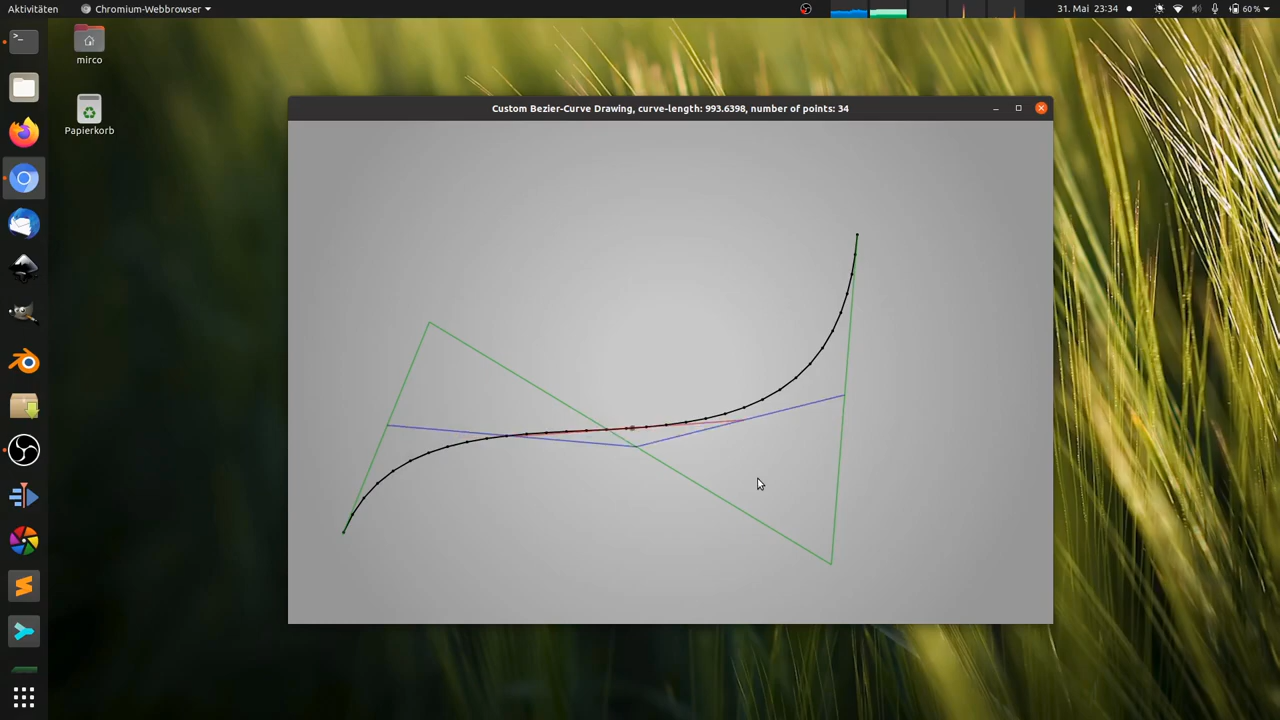 Aktivitäten
Chromium-Webbrowser
31. Mai 23:34
60 %
mirco
Papierkorb
Custom Bezier-Curve Drawing, curve-length: 993.6398, number of points: 34